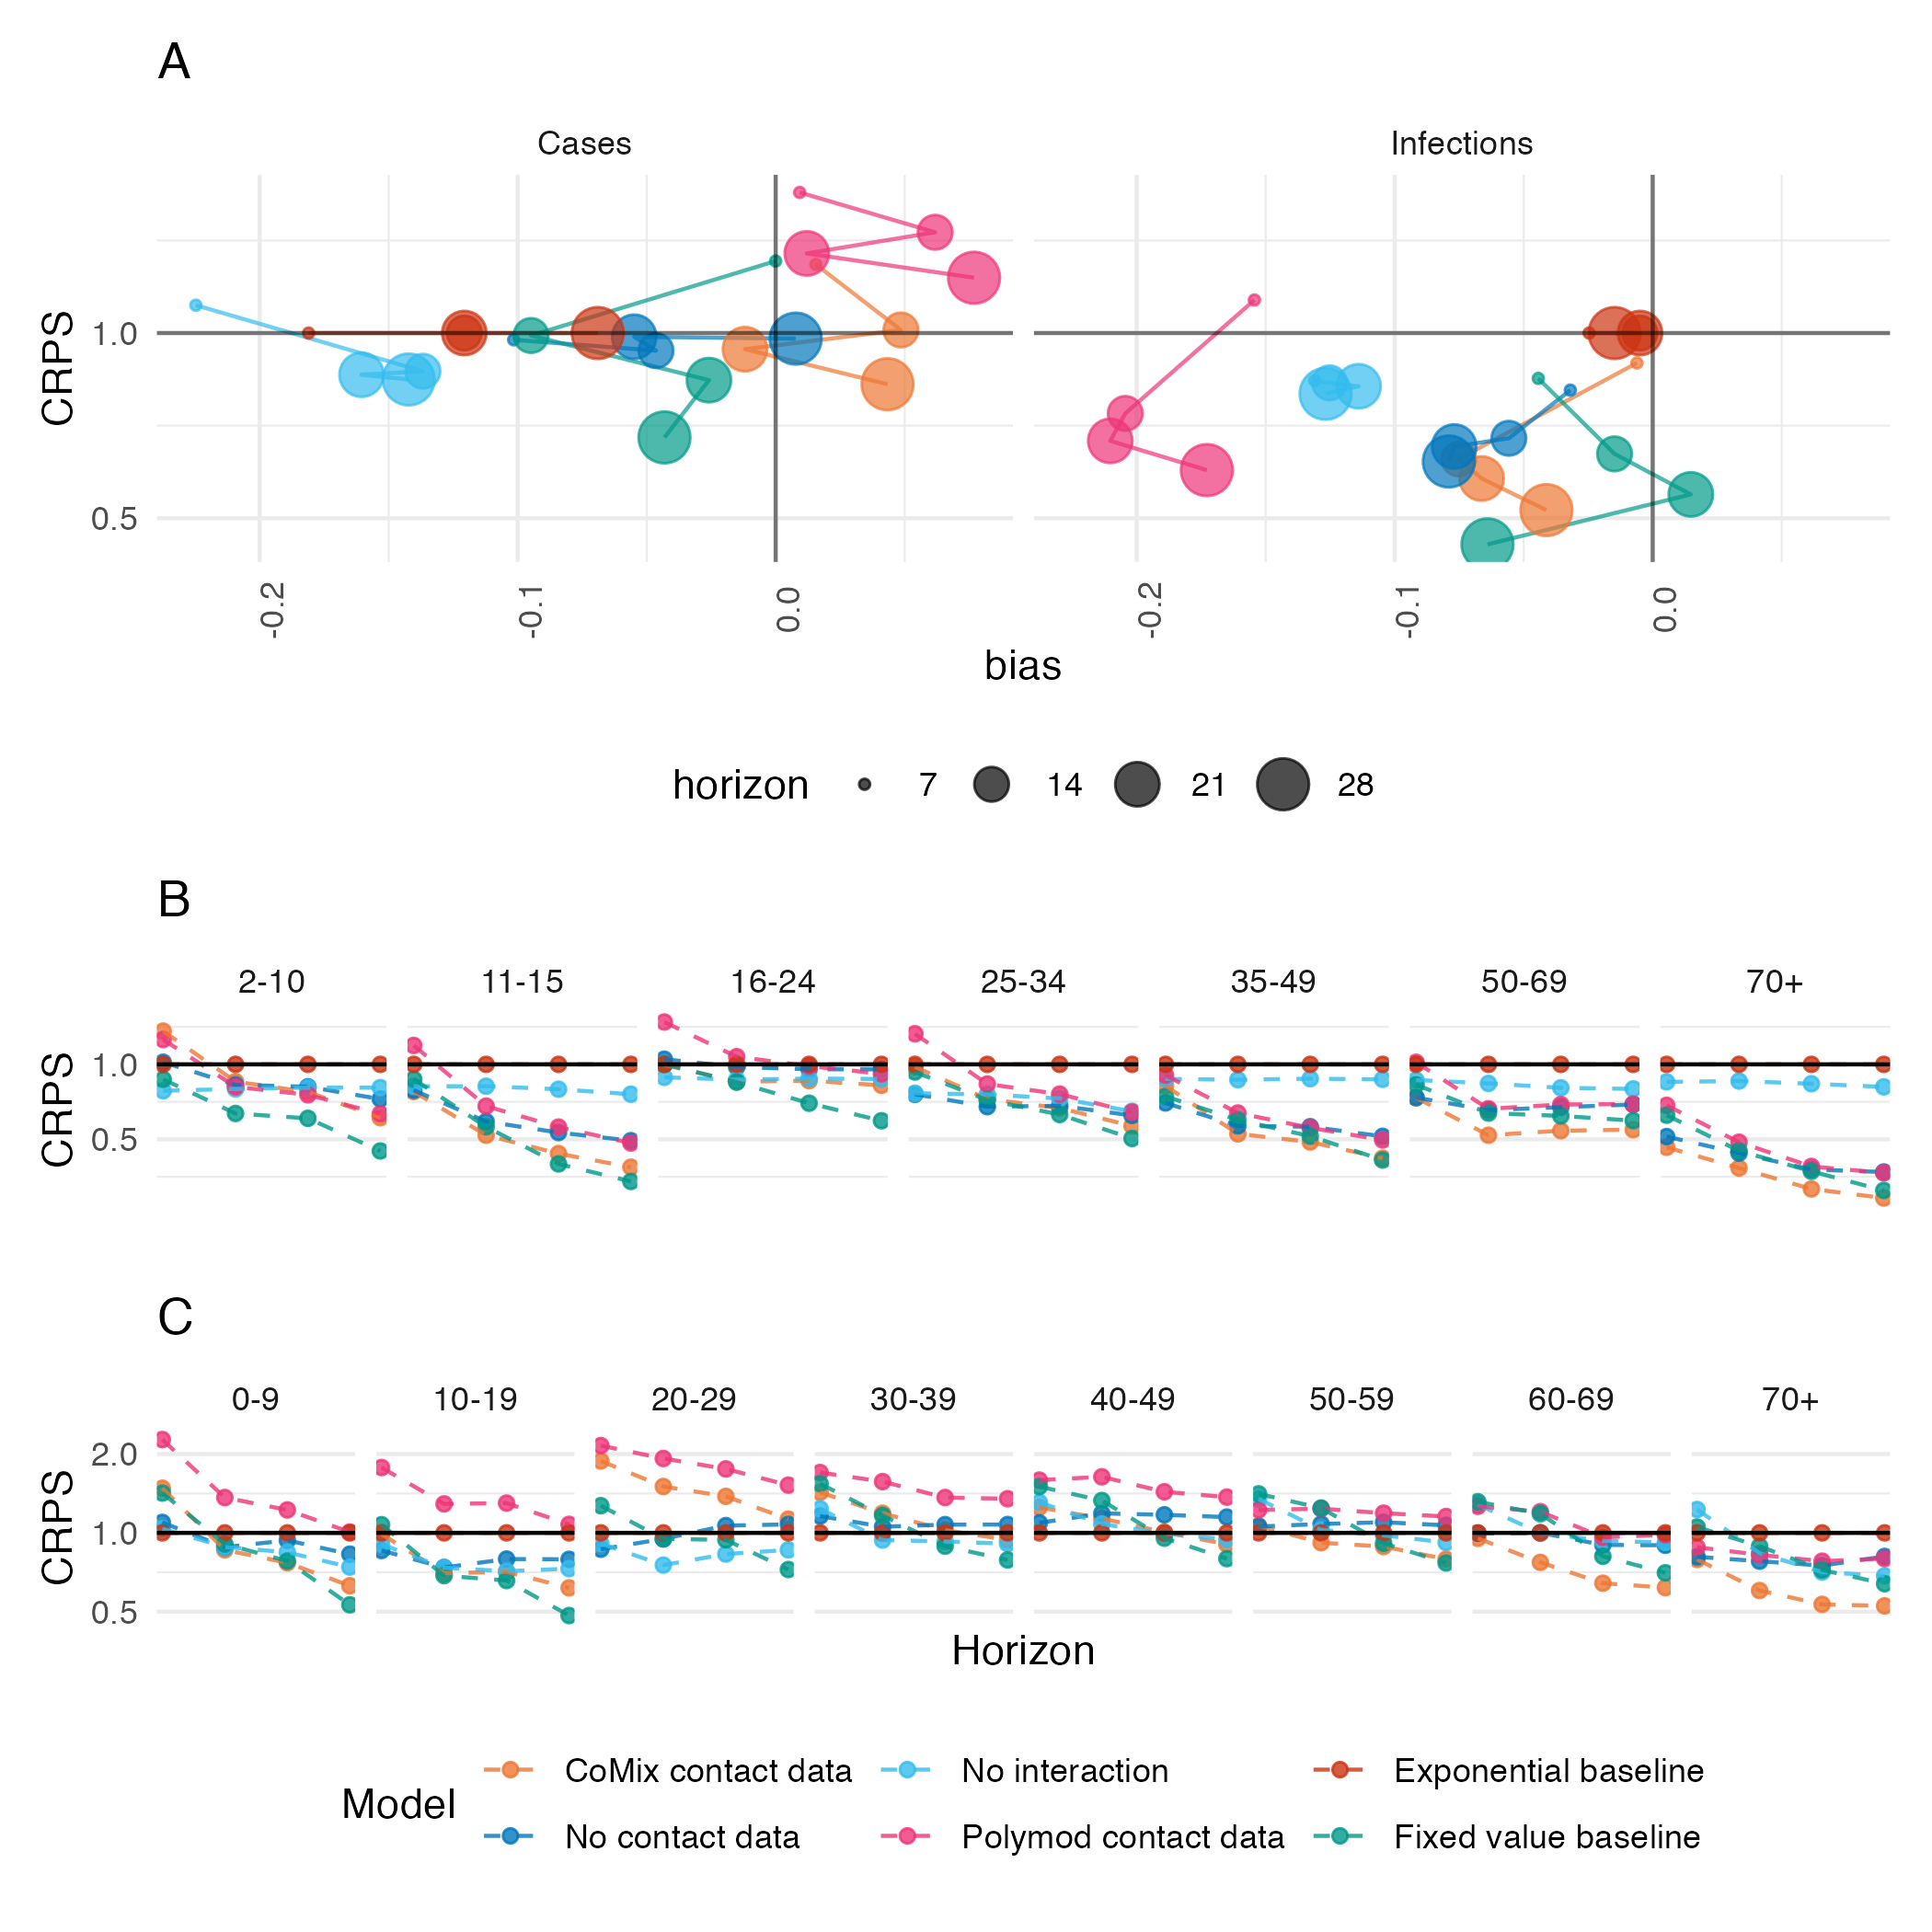 A
Cases Infections
CRPS
1.0
0.5
-0.2 -0.1 0.0 -0.2 -0.1 0.0
bias
horizon 7 14 21 28
B
2-10 11-15 16-24 25-34 35-49 50-69 70+
CRPS
1.0
0.5
C
0-9 10-19 20-29 30-39 40-49 50-59 60-69 70+
CRPS
2.0
1.0
0.5
Horizon
Model
CoMix contact data No interaction Exponential baseline
No contact data Polymod contact data Fixed value baseline